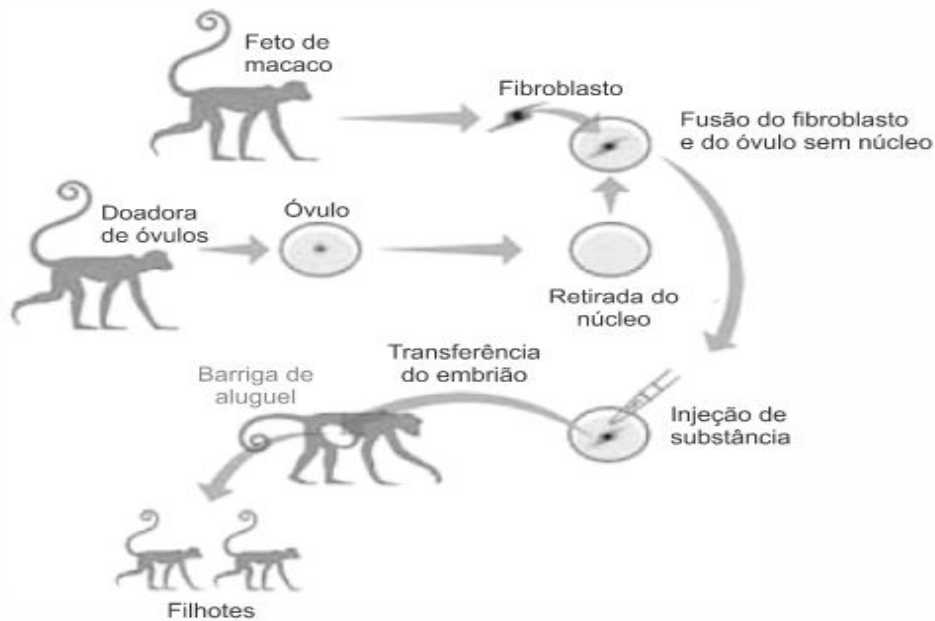 Feto de
macaco
Fibroblasto
Fusão do fibroblasto
e do óvulo sem núcleo
Doadora
de óvulos
Óvulo
Retirada do
núcleo
Transferência
do embrião
Barriga de
aluguel
Injeção de
substância
Filhotes